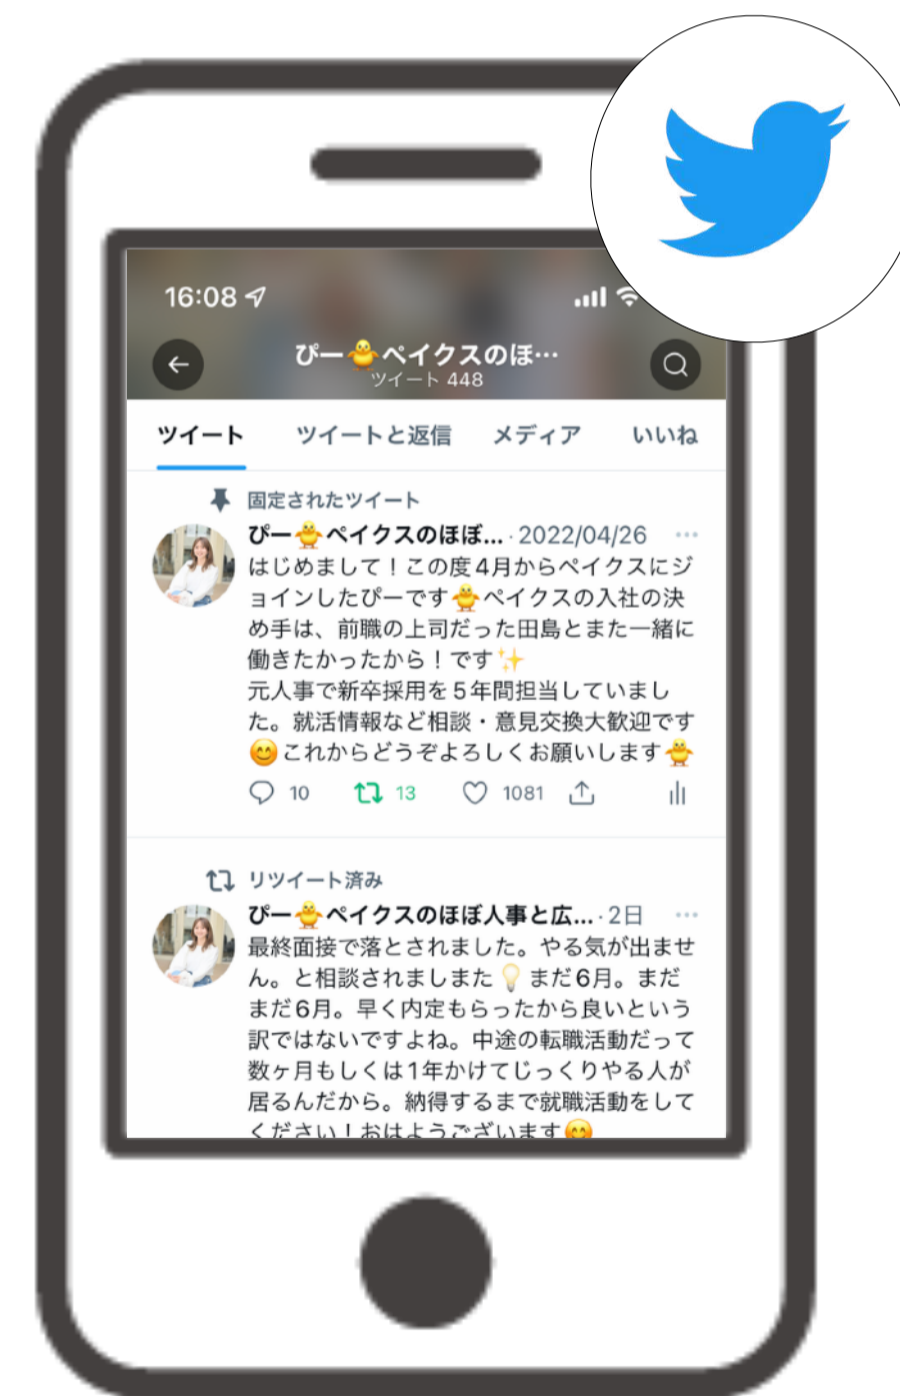 16:08
ぴー🐥ペイクスのほ…
ツイート 448
ツイート ツイートと返信 メディア いいね
固定されたツイート
ぴー🐥ペイクスのほぼ... · 2022/04/26 …
はじめまして！この度4月からペイクスにジ
ョインしたぴーです🐥ペイクスの入社の決
め手は、前職の上司だった田島とまた一緒に
働きたかったから！です✨
元人事で新卒採用を5年間担当していまし
た。就活情報など相談・意見交換大歓迎です
😊これからどうぞよろしくお願いします🐥
10 13 1081
リツイート済み
ぴー🐥ペイクスのほぼ人事と広... · 2日 …
最終面接で落とされました。やる気が出ませ
ん。と相談されましまた💡まだ6月。まだ
まだ6月。早く内定もらったから良いという
訳ではないですよね。中途の転職活動だって
数ヶ月もしくは1年かけてじっくりやる人が
居るんだから。納得するまで就職活動をして
ください！おはようございます😊